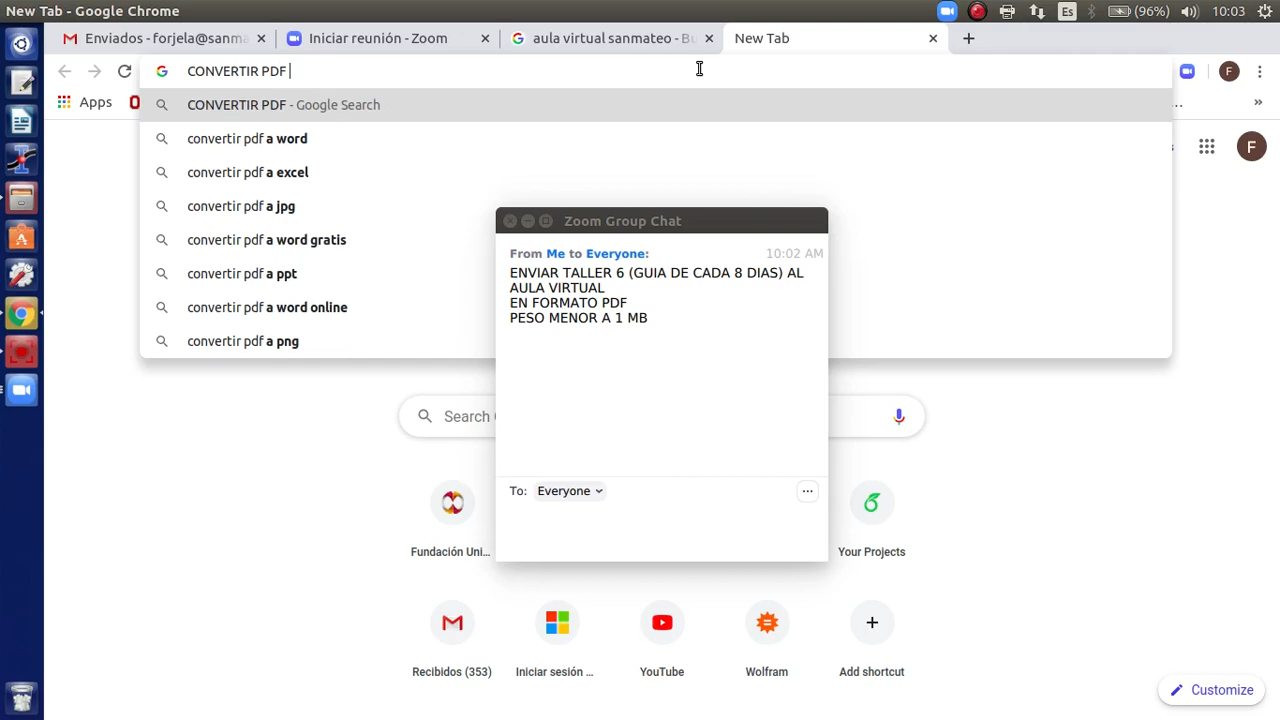 New Tab - Google Chrome
Es
(96%)
10:03
Enviados - forjela@sanma
Iniciar reunión - Zoom
aula virtual sanmateo - Bu
New Tab
CONVERTIR PDF
F
Apps
CONVERTIR PDF - Google Search
convertir pdf a word
convertir pdf a excel
convertir pdf a jpg
convertir pdf a word gratis
convertir pdf a ppt
convertir pdf a word online
convertir pdf a png
F
Zoom Group Chat
From Me to Everyone:
10:02 AM
ENVIAR TALLER 6 (GUIA DE CADA 8 DIAS) AL
AULA VIRTUAL
EN FORMATO PDF
PESO MENOR A 1 MB
Search
To: Everyone
Fundación Uni...
Your Projects
Recibidos (353)
Iniciar sesión ...
YouTube
Wolfram
Add shortcut
Customize